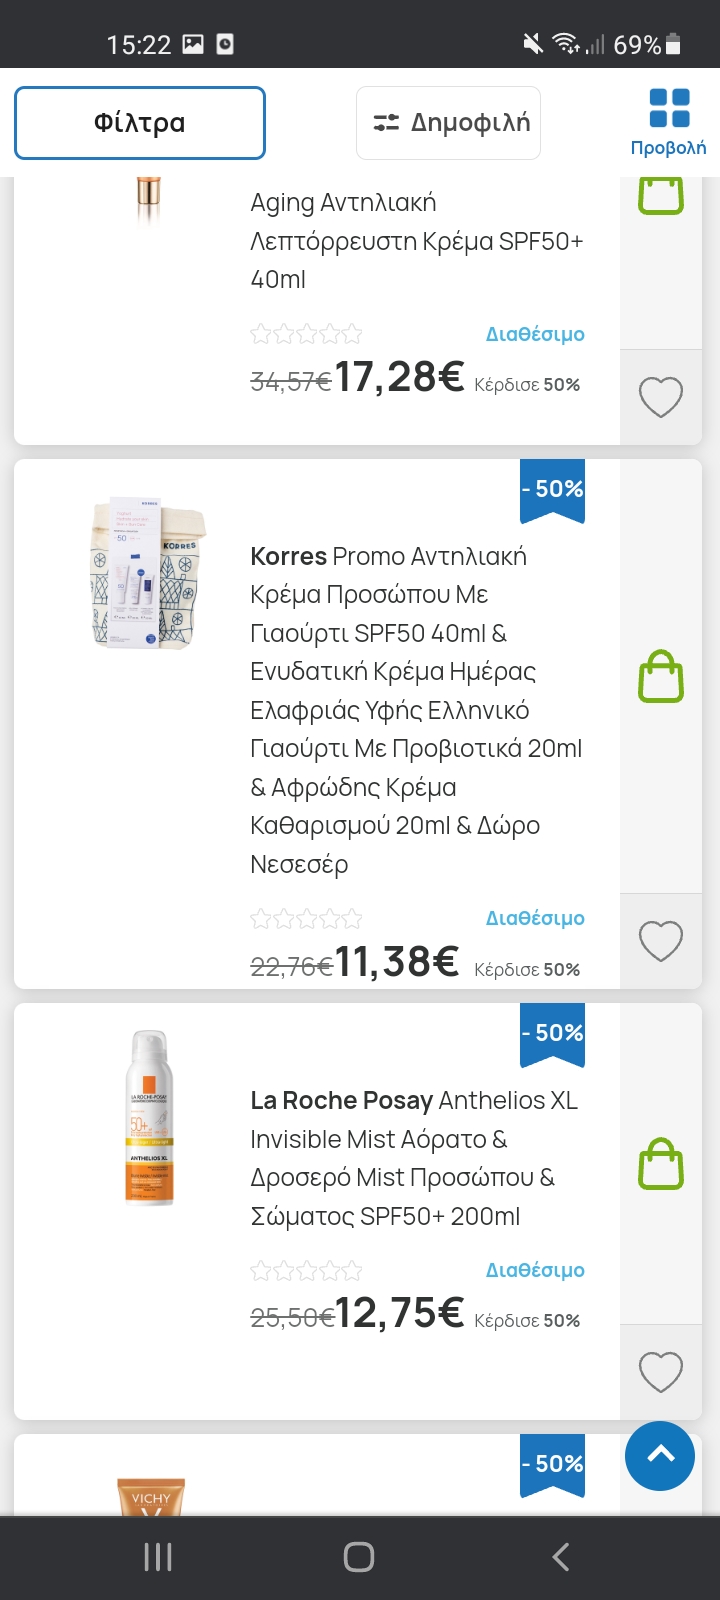 15:22
69%
Φίλτρα
Δημοφιλή
Προβολή
Aging Αντηλιακή
Λεπτόρρευστη Κρέμα SPF50+
40ml
Διαθέσιμο
34,57€ 17,28€ Κέρδισε 50%
- 50%
KORRES
50
KORRES
Korres Promo Αντηλιακή
Κρέμα Προσώπου Με
Γιαούρτι SPF50 40ml &
Ενυδατική Κρέμα Ημέρας
Ελαφριάς Υφής Ελληνικό
Γιαούρτι Με Προβιοτικά 20ml
& Αφρώδης Κρέμα
Καθαρισμού 20ml & Δώρο
Νεσεσέρ
Διαθέσιμο
22,76€ 11,38€ Κέρδισε 50%
- 50%
LA ROCHE-POSAY
50+
ANTHELIOS XL
La Roche Posay Anthelios XL
Invisible Mist Αόρατο &
Δροσερό Mist Προσώπου &
Σώματος SPF50+ 200ml
Διαθέσιμο
25,50€ 12,75€ Κέρδισε 50%
- 50%
VICHY